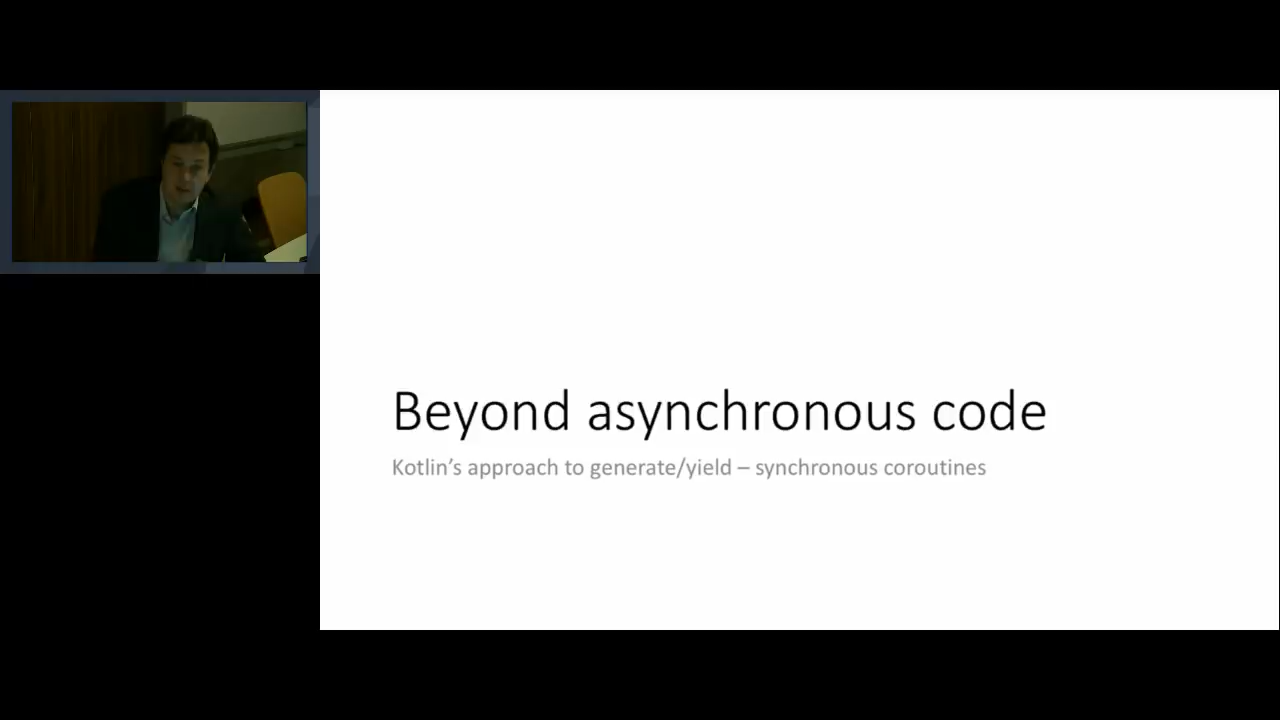 Beyond asynchronous code
Kotlin's approach to generate/yield – synchronous coroutines